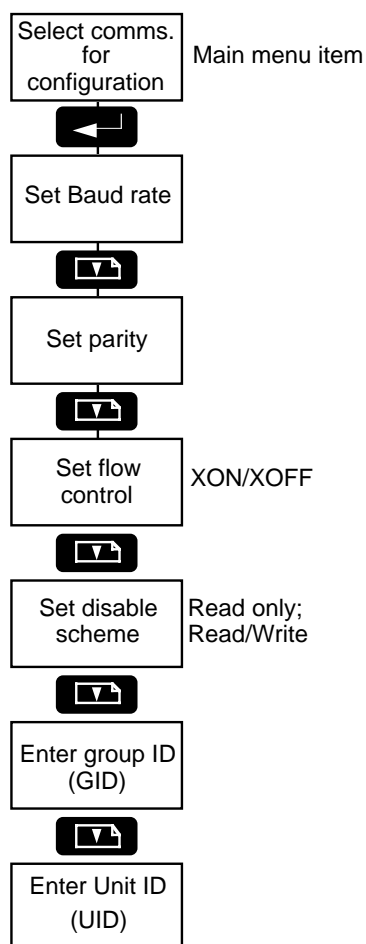 Select comms.
for
configuration
Main menu item
Set Baud rate
Set parity
Set flow
control
XON/XOFF
Set disable
scheme
Read only;
Read/Write
Enter group ID
(GID)
Enter Unit ID
(UID)